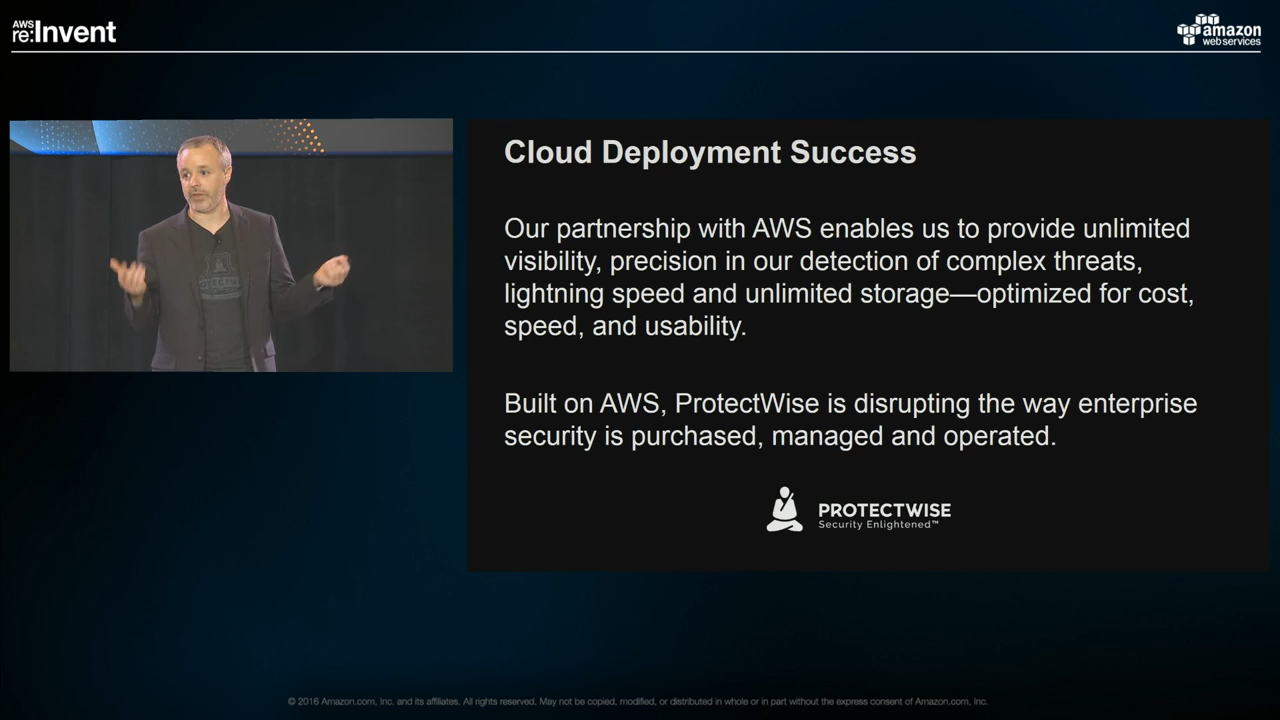 AWS
re:Invent
amazon
web services
Cloud Deployment Success
Our partnership with AWS enables us to provide unlimited
visibility, precision in our detection of complex threats,
lightning speed and unlimited storage—optimized for cost,
speed, and usability.
Built on AWS, ProtectWise is disrupting the way enterprise
security is purchased, managed and operated.
PROTECTWISE
Security Enlightened™
© 2016 Amazon.com, Inc. and its affiliates. All rights reserved. May not be copied, modified, or distributed in whole or in part without the express consent of Amazon.com, Inc.